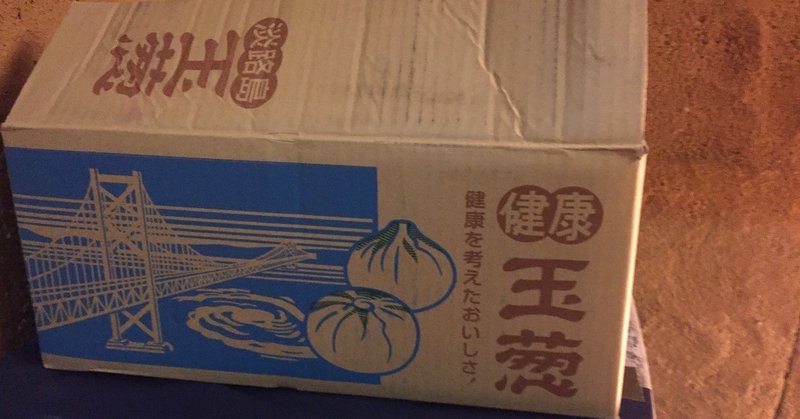 淡路島
玉葱
健康
玉葱
健康を考えたおいしさ!